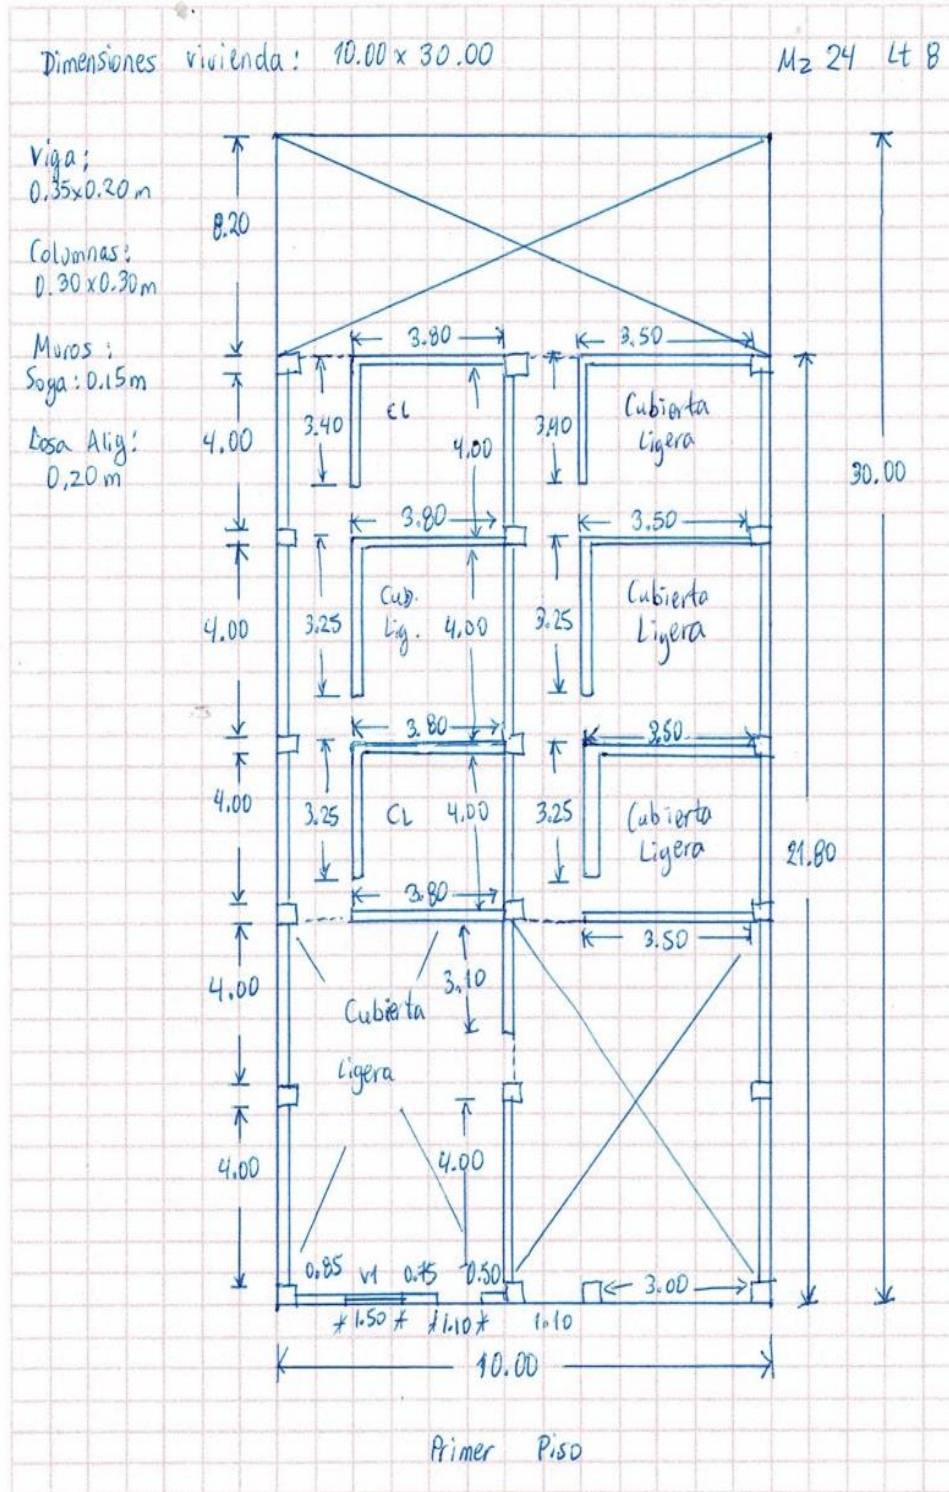 Dimensiones vivienda: 10.00 x 30.00
Mz 24 Lt 8
Viga:
0.35x0.20 m
8.20
Columnas:
0.30x0.30m
Muros:
Soga: 0.15m
Losa Alig:
0,20 m
3.80
3.50
4.00
3.40
CL
4.00
3.40
Cubierta
Ligera
30.00
3.80
3.50
4.00
3.25
Cub.
Lig.
4.00
3.25
Cubierta
Ligera
3.80
3.50
4.00
3.25
CL
4.00
3.25
Cubierta
Ligera
21.80
3.80
3.50
4.00
3.10
Cubierta
ligera
4.00
4.00
0.85
V1
0.75
0.50
3.00
1.50
1.10
1.10
10.00
Primer Piso